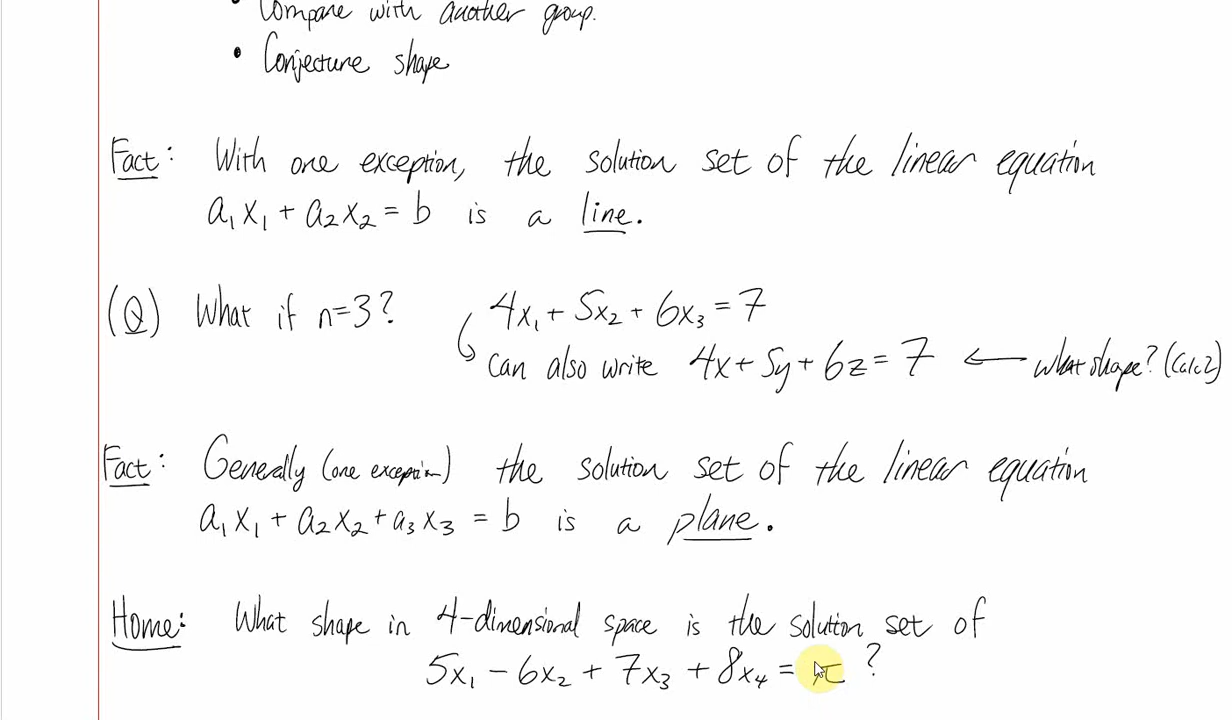 • Compare with another group.
• Conjecture shape
Fact: With one exception, the solution set of the linear equation
a₁x₁ + a₂x₂ = b is a line.
(Q) What if n=3? 4x₁ + 5x₂ + 6x₃ = 7
can also write 4x + 5y + 6z = 7 ← what shape? (Calc 2)
Fact: Generally (one exception) the solution set of the linear equation
a₁x₁ + a₂x₂ + a₃x₃ = b is a plane.
Home: What shape in 4-dimensional space is the solution set of
5x₁ - 6x₂ + 7x₃ + 8x₄ = π ?